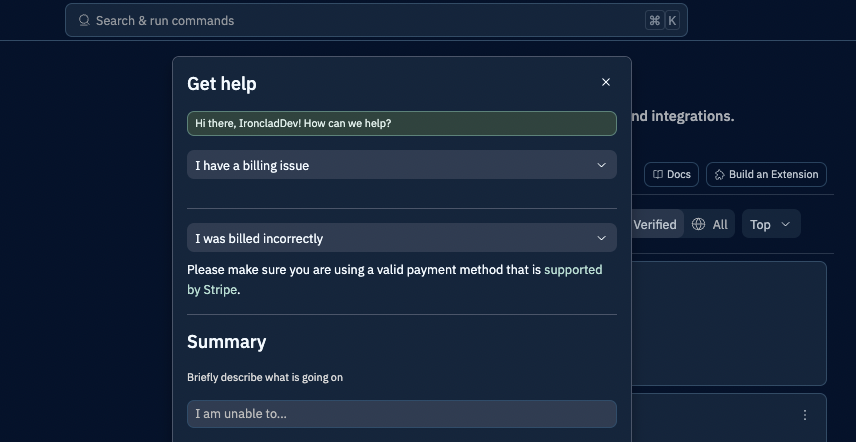 Search & run commands
⌘ K
Get help
Hi there, IroncladDev! How can we help?
nd integrations.
I have a billing issue
Docs
Build an Extension
I was billed incorrectly
Verified
All
Top
Please make sure you are using a valid payment method that is supported
by Stripe.
Summary
Briefly describe what is going on
I am unable to...